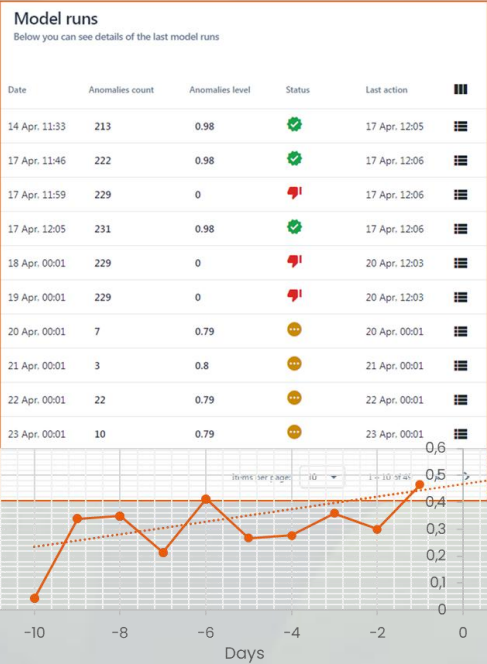 Model runs
Below you can see details of the last model runs
Date Anomalies count Anomalies level Status Last action
14 Apr. 11:33 213 0.98 17 Apr. 12:05
17 Apr. 11:46 222 0.98 17 Apr. 12:06
17 Apr. 11:59 229 0 17 Apr. 12:06
17 Apr. 12:05 231 0.98 17 Apr. 12:06
18 Apr. 00:01 229 0 20 Apr. 12:03
19 Apr. 00:01 229 0 20 Apr. 12:03
20 Apr. 00:01 7 0.79 20 Apr. 00:01
21 Apr. 00:01 3 0.8 21 Apr. 00:01
22 Apr. 00:01 22 0.79 22 Apr. 00:01
23 Apr. 00:01 10 0.79 23 Apr. 00:01
0,6
Items per page: 10 1 – 10 of 0,5
0,4
0,3
0,2
0,1
0
-10 -8 -6 -4 -2 0
Days